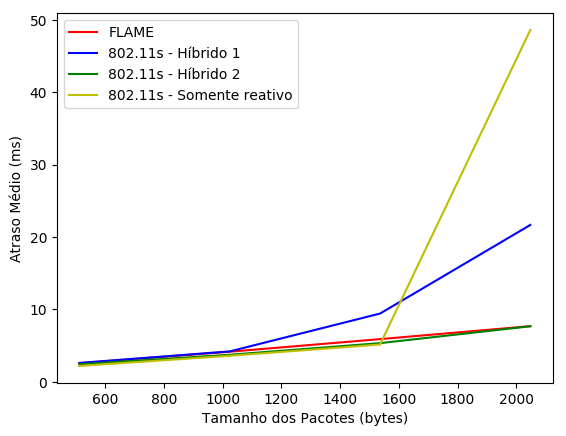 50
40
30
20
10
0
Atraso Médio (ms)
FLAME
802.11s - Híbrido 1
802.11s - Híbrido 2
802.11s - Somente reativo
600 800 1000 1200 1400 1600 1800 2000
Tamanho dos Pacotes (bytes)